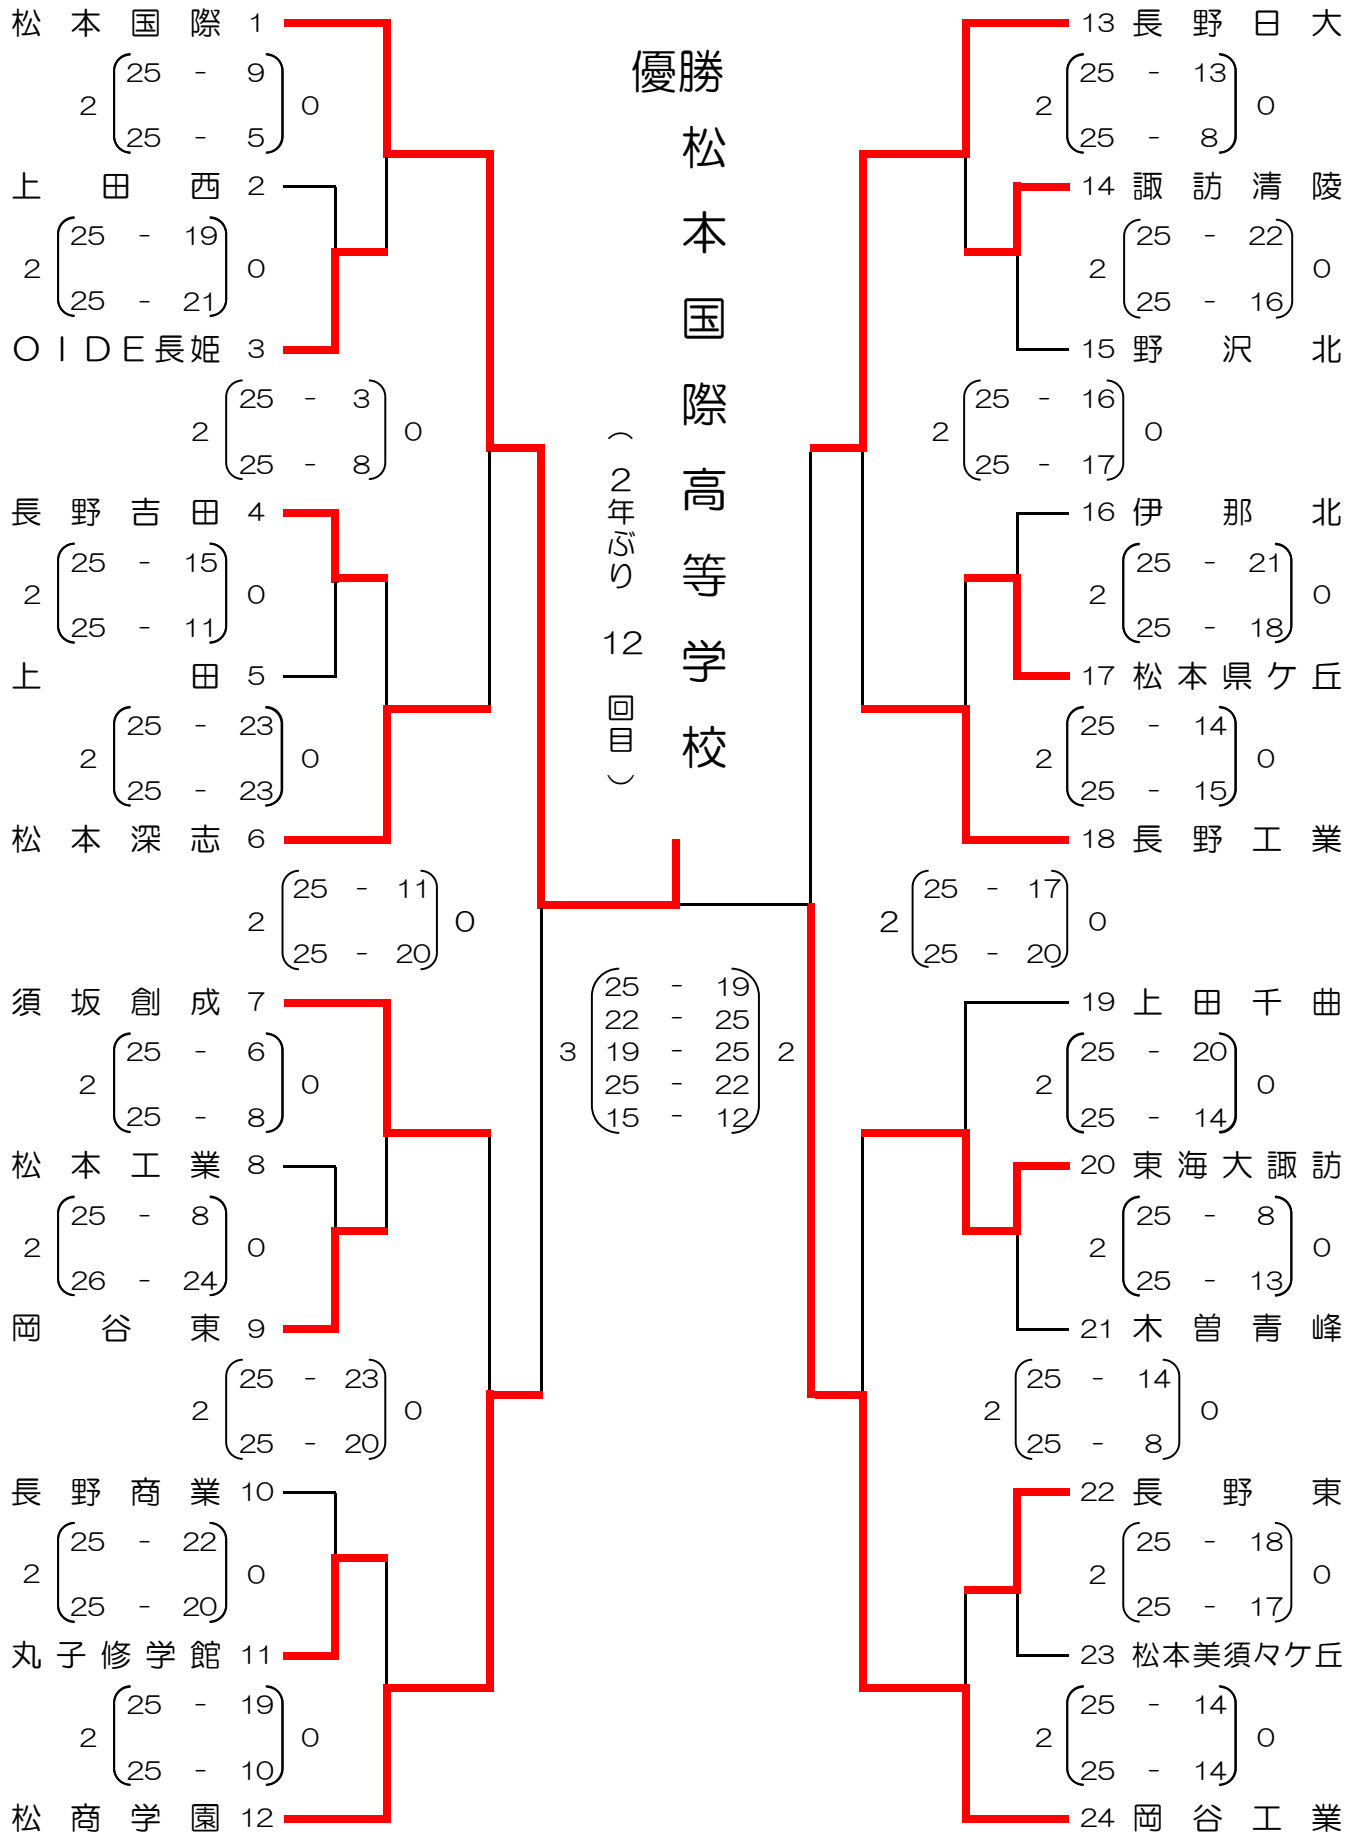 優勝
松本国際高等学校
（２年ぶり 12 回目）
松本国際 1
2 25 - 9 0
25 - 5
上田西 2
2 25 - 19 0
25 - 21
ＯＩＤＥ長姫 3
2 25 - 3 0
25 - 8
長野吉田 4
2 25 - 15 0
25 - 11
上田 5
2 25 - 23 0
25 - 23
松本深志 6
2 25 - 11 0
25 - 20
須坂創成 7
2 25 - 6 0
25 - 8
松本工業 8
2 25 - 8 0
26 - 24
岡谷東 9
2 25 - 23 0
25 - 20
長野商業 10
2 25 - 22 0
25 - 20
丸子修学館 11
2 25 - 19 0
25 - 10
松商学園 12
25 - 19
22 - 25
3 19 - 25 2
25 - 22
15 - 12
13 長野日大
2 25 - 13 0
25 - 8
14 諏訪清陵
2 25 - 22 0
25 - 16
15 野沢北
2 25 - 16 0
25 - 17
16 伊那北
2 25 - 21 0
25 - 18
17 松本県ケ丘
2 25 - 14 0
25 - 15
18 長野工業
2 25 - 17 0
25 - 20
19 上田千曲
2 25 - 20 0
25 - 14
20 東海大諏訪
2 25 - 8 0
25 - 13
21 木曽青峰
2 25 - 14 0
25 - 8
22 長野東
2 25 - 18 0
25 - 17
23 松本美須々ケ丘
2 25 - 14 0
25 - 14
24 岡谷工業